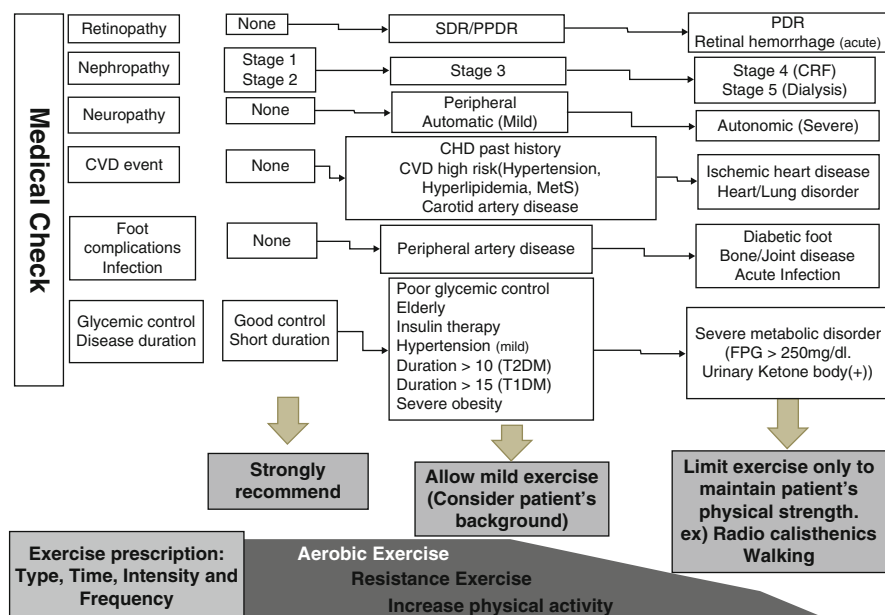 Medical Check
Retinopathy
None
SDR/PPDR
PDR
Retinal hemorrhage (acute)
Nephropathy
Stage 1
Stage 2
Stage 3
Stage 4 (CRF)
Stage 5 (Dialysis)
Neuropathy
None
Peripheral
Automatic (Mild)
Autonomic (Severe)
CVD event
None
CHD past history
CVD high risk(Hypertension,
Hyperlipidemia, MetS)
Carotid artery disease
Ischemic heart disease
Heart/Lung disorder
Foot
complications
Infection
None
Peripheral artery disease
Diabetic foot
Bone/Joint disease
Acute Infection
Glycemic control
Disease duration
Good control
Short duration
Poor glycemic control
Elderly
Insulin therapy
Hypertension (mild)
Duration > 10 (T2DM)
Duration > 15 (T1DM)
Severe obesity
Severe metabolic disorder
(FPG > 250mg/dl.
Urinary Ketone body(+))
Strongly
recommend
Allow mild exercise
(Consider patient's
background)
Limit exercise only to
maintain patient's
physical strength.
ex) Radio calisthenics
Walking
Exercise prescription:
Type, Time, Intensity and
Frequency
Aerobic Exercise
Resistance Exercise
Increase physical activity